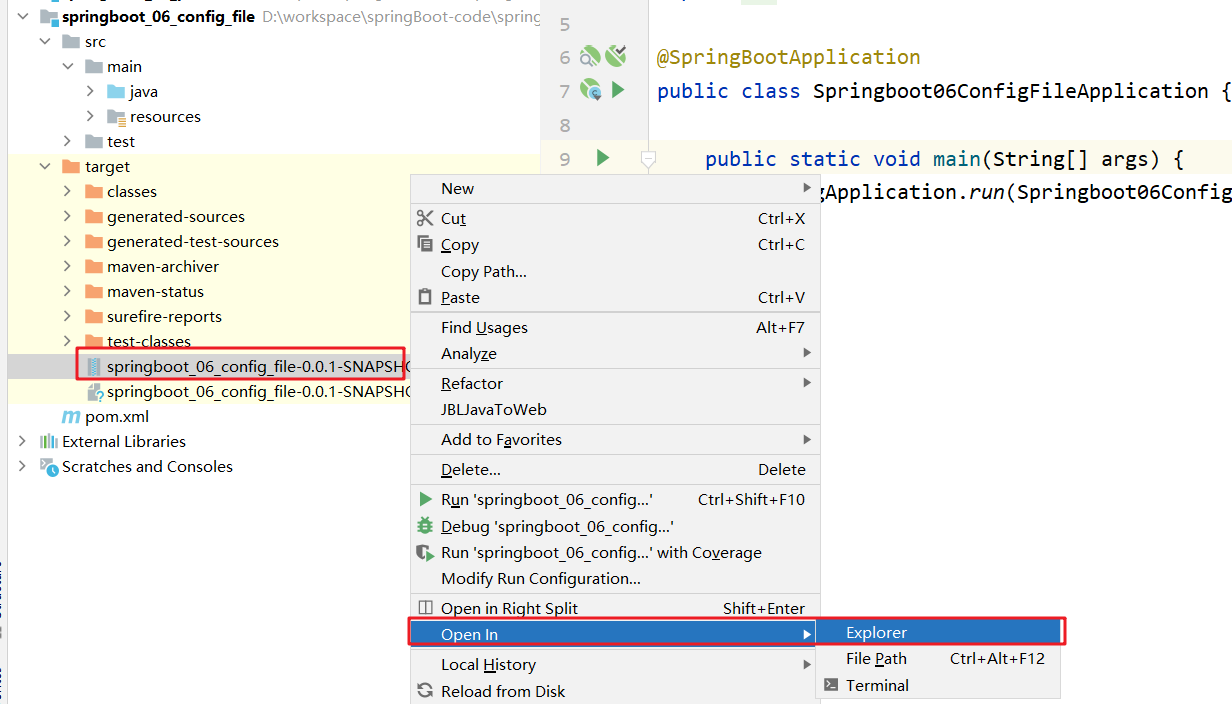 springboot_06_config_file D:\workspace\springBoot-code\spring
src
main
java
resources
test
target
classes
generated-sources
generated-test-sources
maven-archiver
maven-status
surefire-reports
test-classes
springboot_06_config_file-0.0.1-SNAPSHO
springboot_06_config_file-0.0.1-SNAPSHO
pom.xml
External Libraries
Scratches and Consoles
5
6 @SpringBootApplication
7 public class Springboot06ConfigFileApplication {
8
9 public static void main(String[] args) {
gApplication.run(Springboot06Config
New
Cut Ctrl+X
Copy Ctrl+C
Copy Path...
Paste Ctrl+V
Find Usages Alt+F7
Analyze
Refactor
JBLJavaToWeb
Add to Favorites
Delete... Delete
Run 'springboot_06_config...' Ctrl+Shift+F10
Debug 'springboot_06_config...'
Run 'springboot_06_config...' with Coverage
Modify Run Configuration...
Open in Right Split Shift+Enter
Open In
Local History
Reload from Disk
Explorer
File Path Ctrl+Alt+F12
Terminal